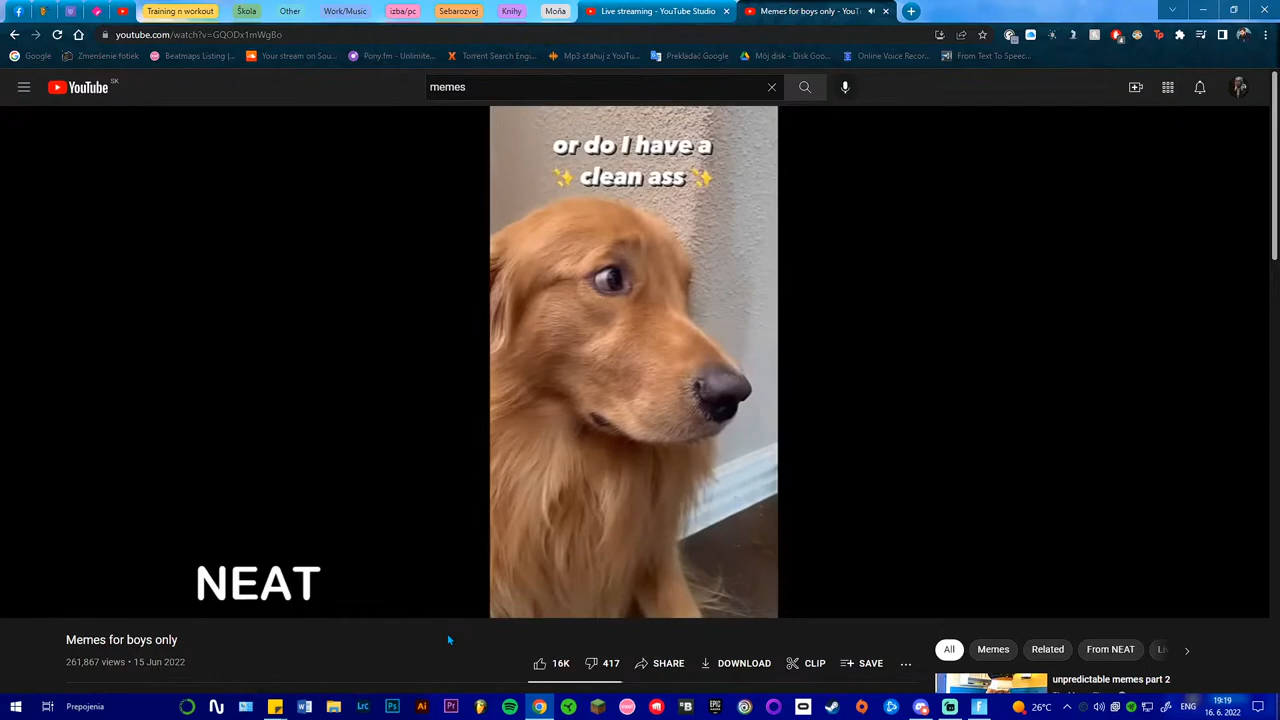 Training n workout
Škola
Other
Work/Music
izba/pc
Sebarozvoj
Knihy
Moňa
Live streaming - YouTube Studio
Memes for boys only - YouT
youtube.com/watch?v=GQODx1mWgBo
Google
Zmenšenie fotiek
Beatmaps Listing |...
Your stream on Sou...
Pony.fm - Unlimite...
Torrent Search Engi...
Mp3 sťahuj z YouTu...
Prekladač Google
Môj disk - Disk Goo...
Online Voice Recor...
From Text To Speec...
YouTube SK
memes
or do I have a
✨ clean ass ✨
NEAT
Memes for boys only
261,867 views • 15 Jun 2022
16K
417
SHARE
DOWNLOAD
CLIP
SAVE
All
Memes
Related
From NEAT
unpredictable memes part 2
Prepojenia
Lrc
Ps
Ai
Pr
EPIC
26°C
19:19
16. 6. 2022